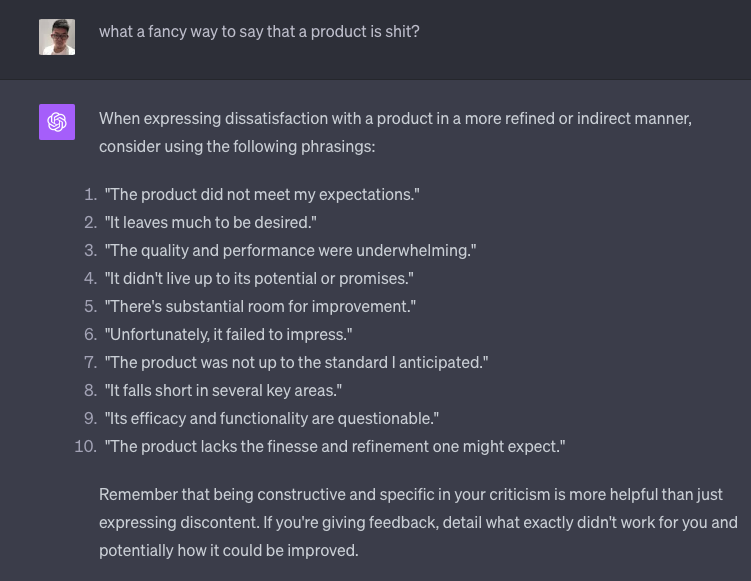 what a fancy way to say that a product is shit?
When expressing dissatisfaction with a product in a more refined or indirect manner,
consider using the following phrasings:
1. "The product did not meet my expectations."
2. "It leaves much to be desired."
3. "The quality and performance were underwhelming."
4. "It didn't live up to its potential or promises."
5. "There's substantial room for improvement."
6. "Unfortunately, it failed to impress."
7. "The product was not up to the standard I anticipated."
8. "It falls short in several key areas."
9. "Its efficacy and functionality are questionable."
10. "The product lacks the finesse and refinement one might expect."
Remember that being constructive and specific in your criticism is more helpful than just
expressing discontent. If you're giving feedback, detail what exactly didn't work for you and
potentially how it could be improved.